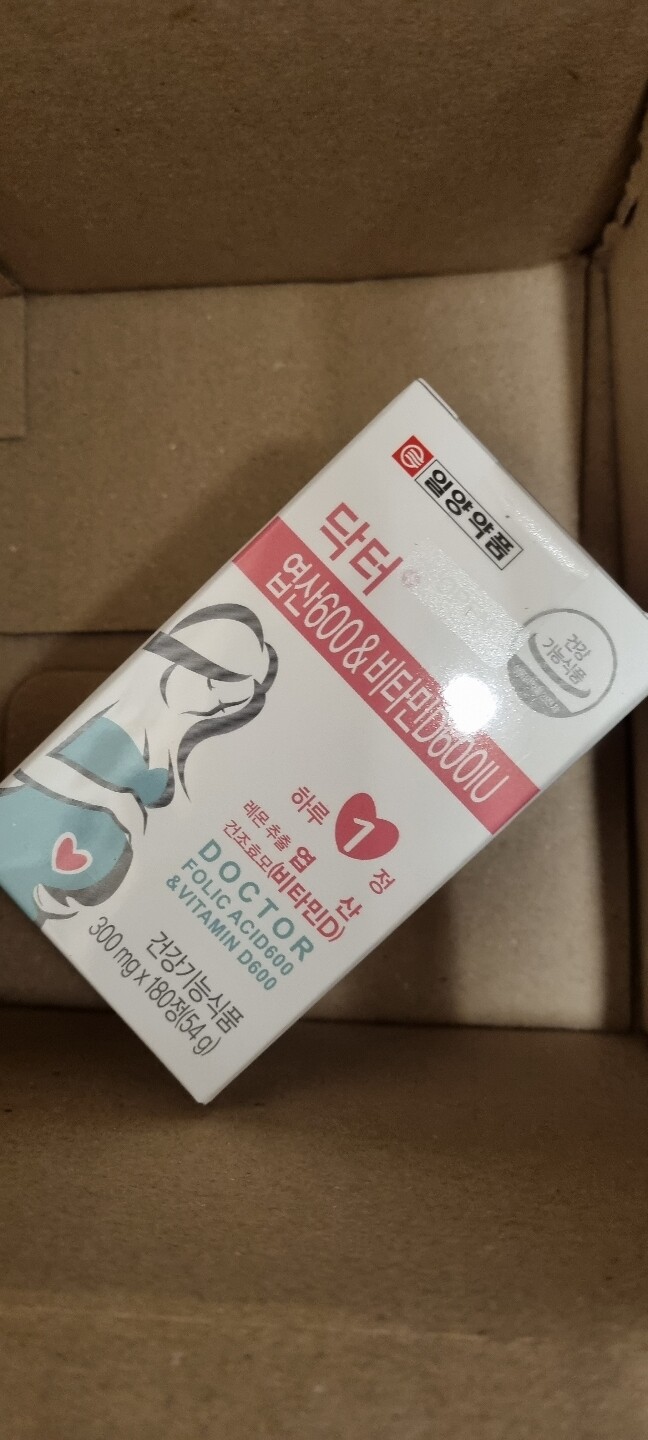 일양약품
닥터
엽산600 & 비타민D600IU
건강
기능식품
하루 1 정
레몬 추출 엽 산
건조효모(비타민D)
DOCTOR
FOLIC ACID600
& VITAMIN D600
건강기능식품
300 mg x 180정(54 g)